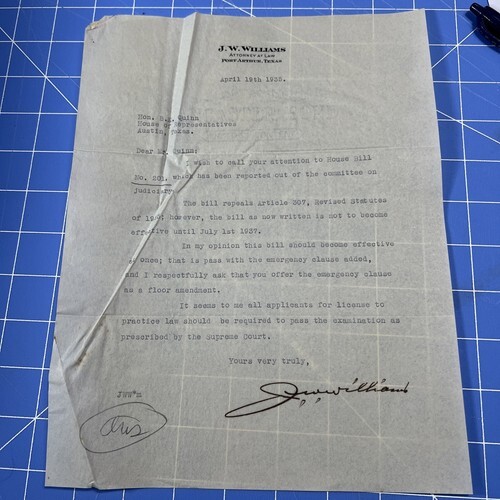 J. W. WILLIAMS
ATTORNEY AT LAW
PORT ARTHUR, TEXAS
April 19th 1935.
Hon. Quinn
House Representatives
Austin, Texas.
Dear Mr. Quinn:
I wish to call your attention to House Bill
No. 201, which has been reported out of the committee on
judiciary.
The bill repeals Article 307, Revised Statutes
of however, the bill as now written is not to become
effective until July 1st 1937.
In my opinion this bill should become effective
once; that is pass with the emergency clause added,
and I respectfully ask that you offer the emergency clause
as a floor amendment.
It seems to me all applicants for license to
practice law should be required to pass the examination as
prescribed by the Supreme Court.
Yours very truly,
JWW*m
J W Williams
Ans